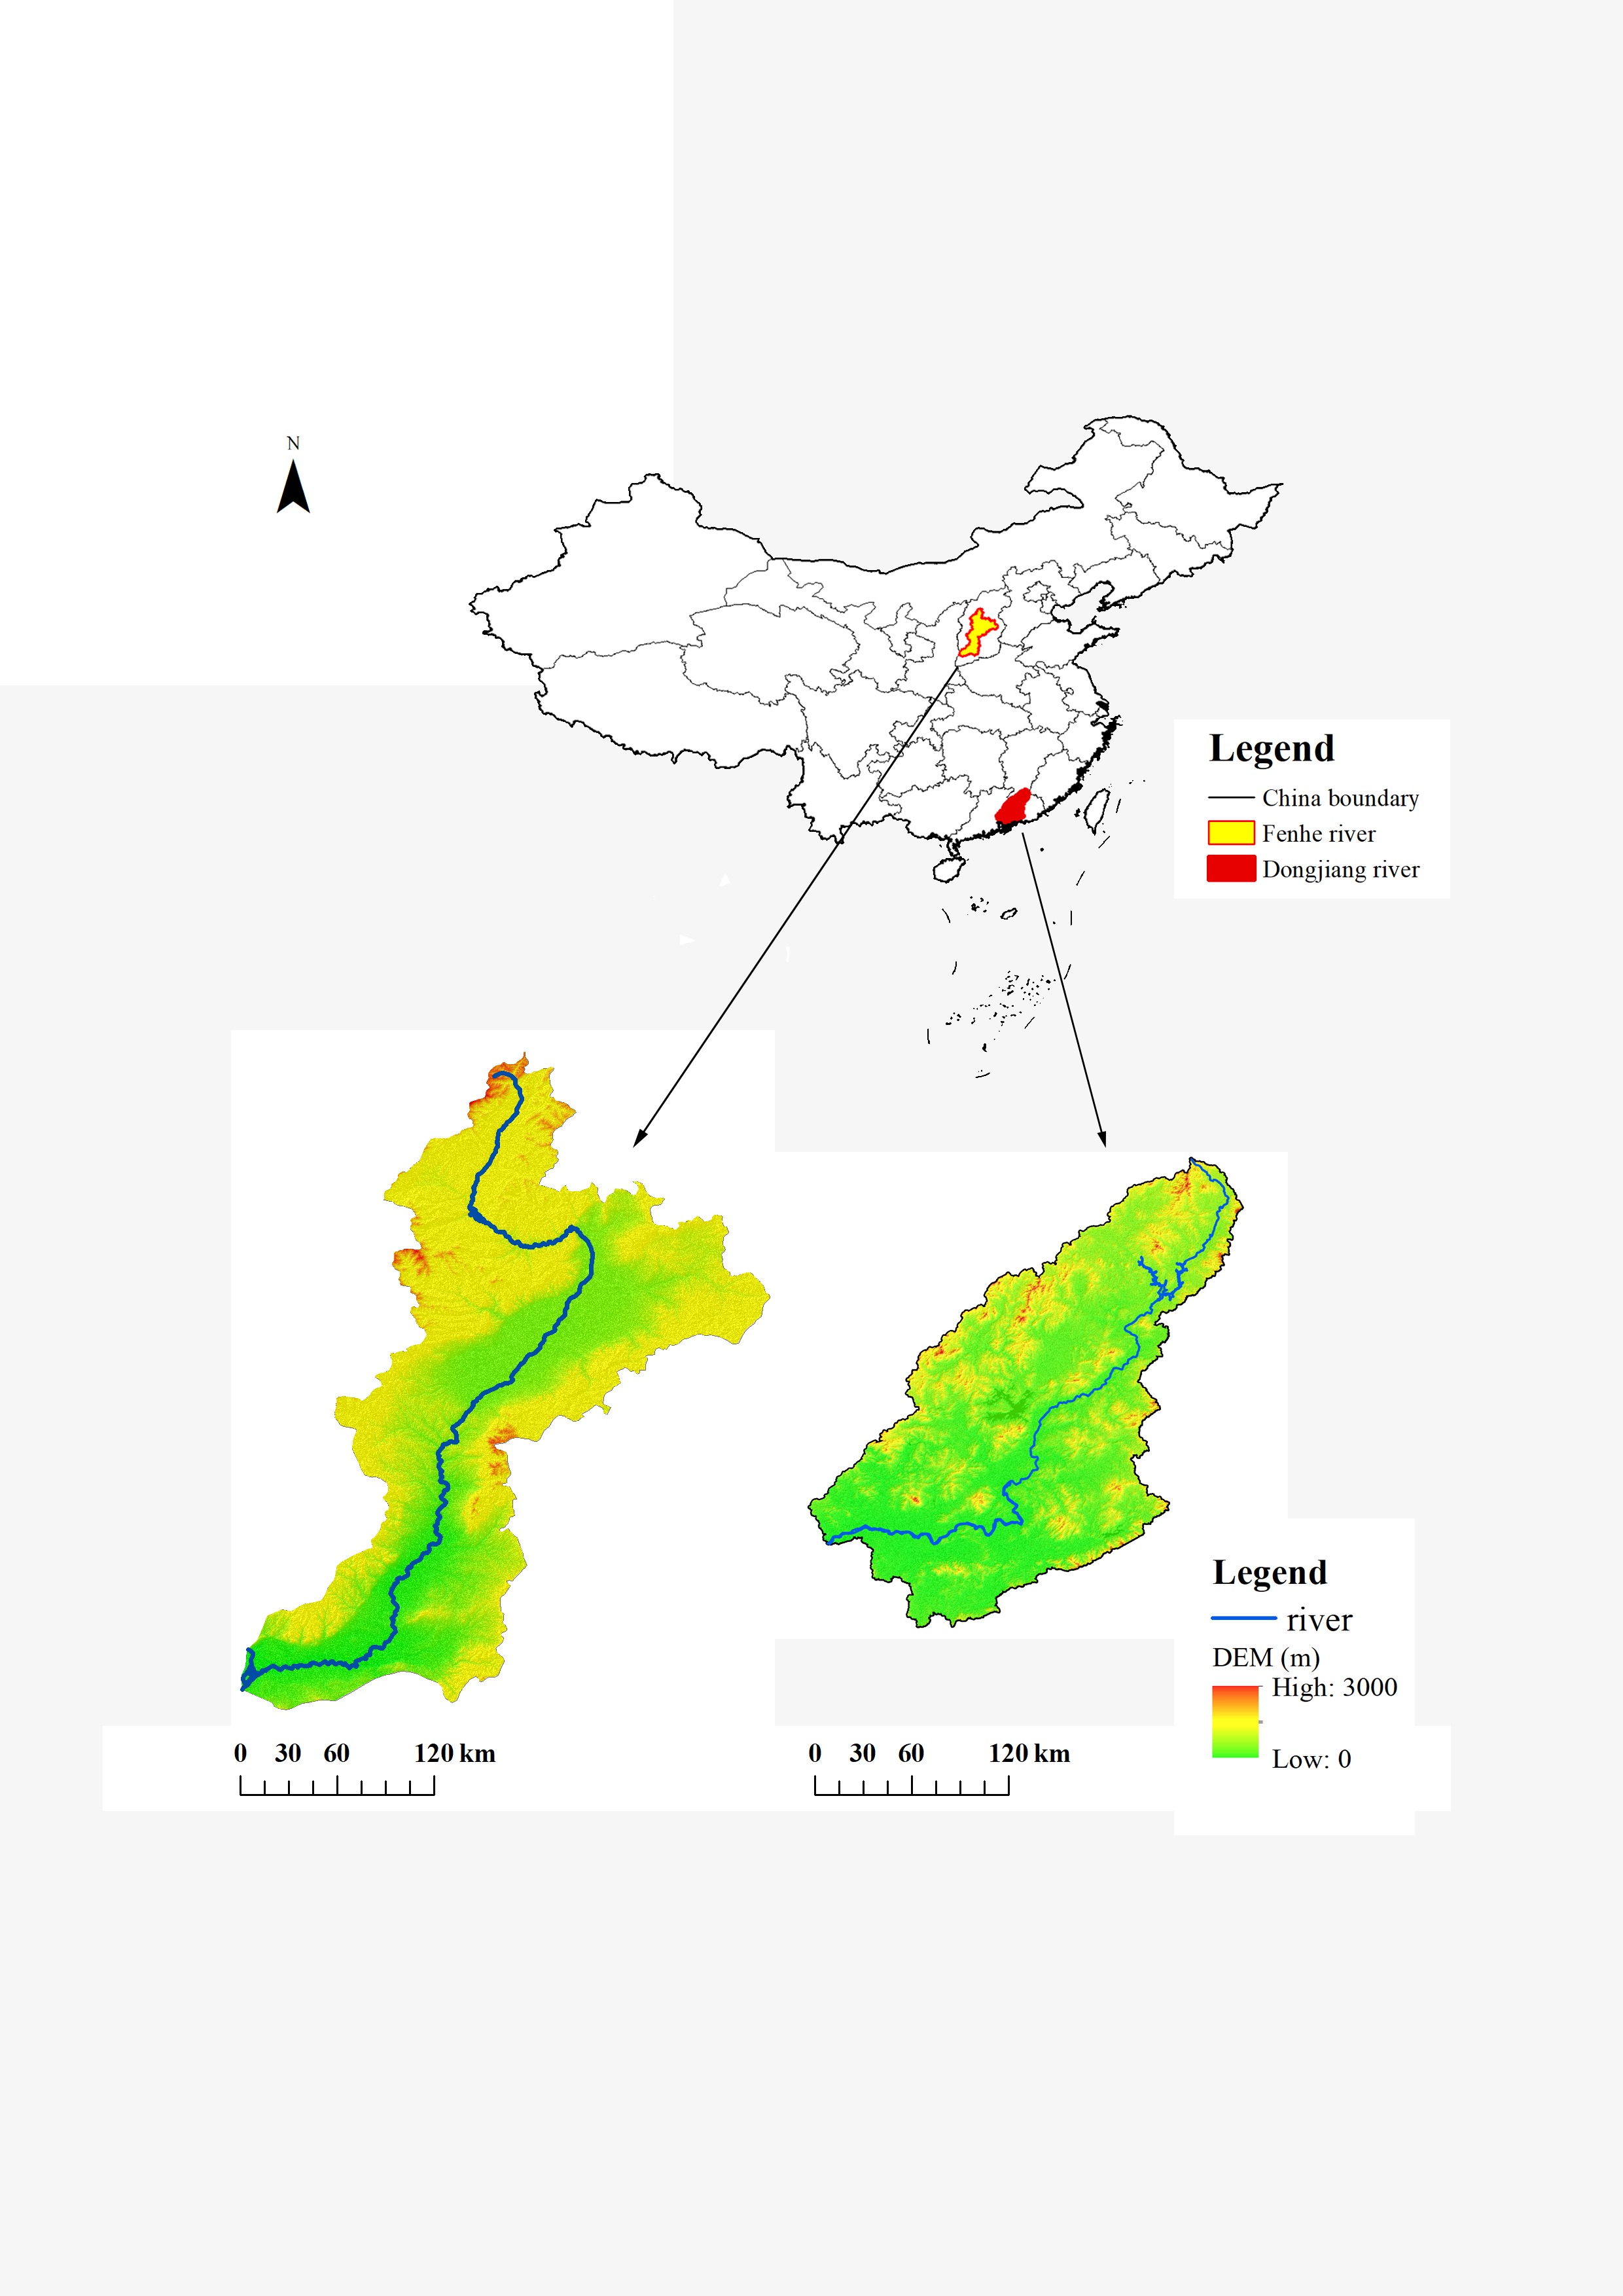 N
Legend
China boundary
Fenhe river
Dongjiang river
Legend
river
DEM (m)
High: 3000
Low: 0
0 30 60 120 km
0 30 60 120 km